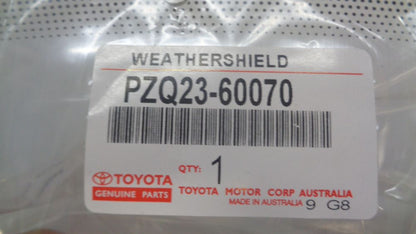 WEATHERSHIELD
PZQ23-60070
QTY: 1
TOYOTA
GENUINE PARTS
TOYOTA MOTOR CORP AUSTRALIA
MADE IN AUSTRALIA 9 G8